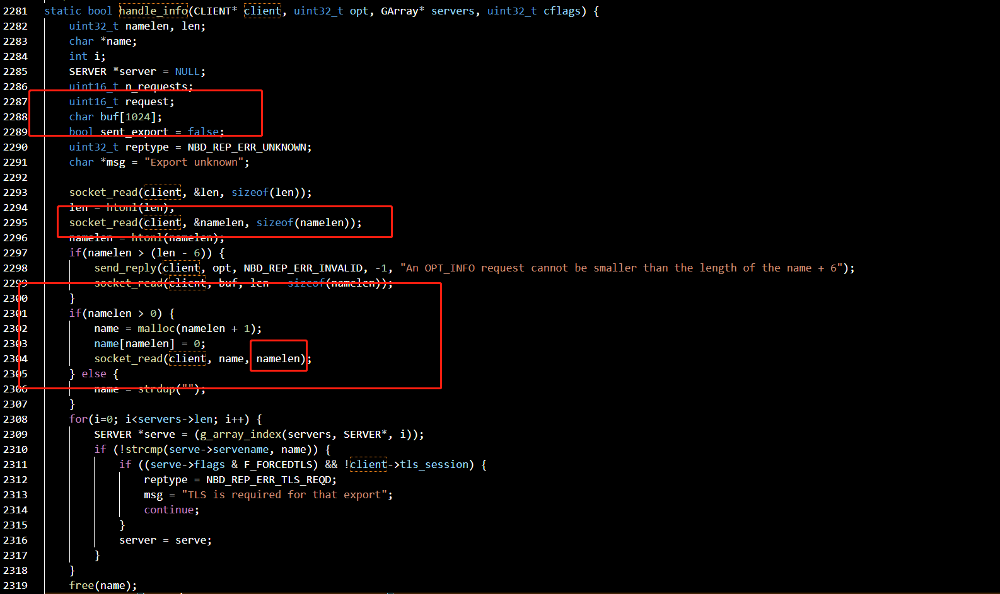 2281 static bool handle_info(CLIENT* client, uint32_t opt, GArray* servers, uint32_t cflags) {
2282 uint32_t namelen, len;
2283 char *name;
2284 int i;
2285 SERVER *server = NULL;
2286 uint16_t n_requests;
2287 uint16_t request;
2288 char buf[1024];
2289 bool sent_export = false;
2290 uint32_t reptype = NBD_REP_ERR_UNKNOWN;
2291 char *msg = "Export unknown";
2292
2293 socket_read(client, &len, sizeof(len));
2294 len = htonl(len);
2295 socket_read(client, &namelen, sizeof(namelen));
2296 namelen = htonl(namelen);
2297 if(namelen > (len - 6)) {
2298 send_reply(client, opt, NBD_REP_ERR_INVALID, -1, "An OPT_INFO request cannot be smaller than the length of the name + 6");
2299 socket_read(client, buf, len - sizeof(namelen));
2300 }
2301 if(namelen > 0) {
2302 name = malloc(namelen + 1);
2303 name[namelen] = 0;
2304 socket_read(client, name, namelen);
2305 } else {
2306 name = strdup("");
2307 }
2308 for(i=0; i<servers->len; i++) {
2309 SERVER *serve = (g_array_index(servers, SERVER*, i));
2310 if (!strcmp(serve->servename, name)) {
2311 if ((serve->flags & F_FORCEDTLS) && !client->tls_session) {
2312 reptype = NBD_REP_ERR_TLS_REQD;
2313 msg = "TLS is required for that export";
2314 continue;
2315 }
2316 server = serve;
2317 }
2318 }
2319 free(name);